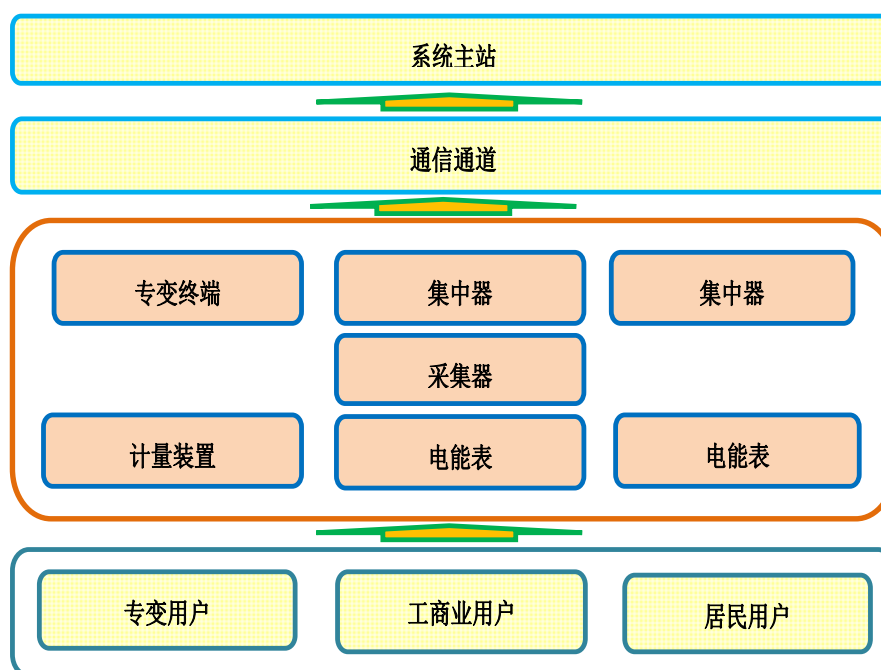 系统主站
通信通道
专变终端
集中器
集中器
采集器
计量装置
电能表
电能表
专变用户
工商业用户
居民用户